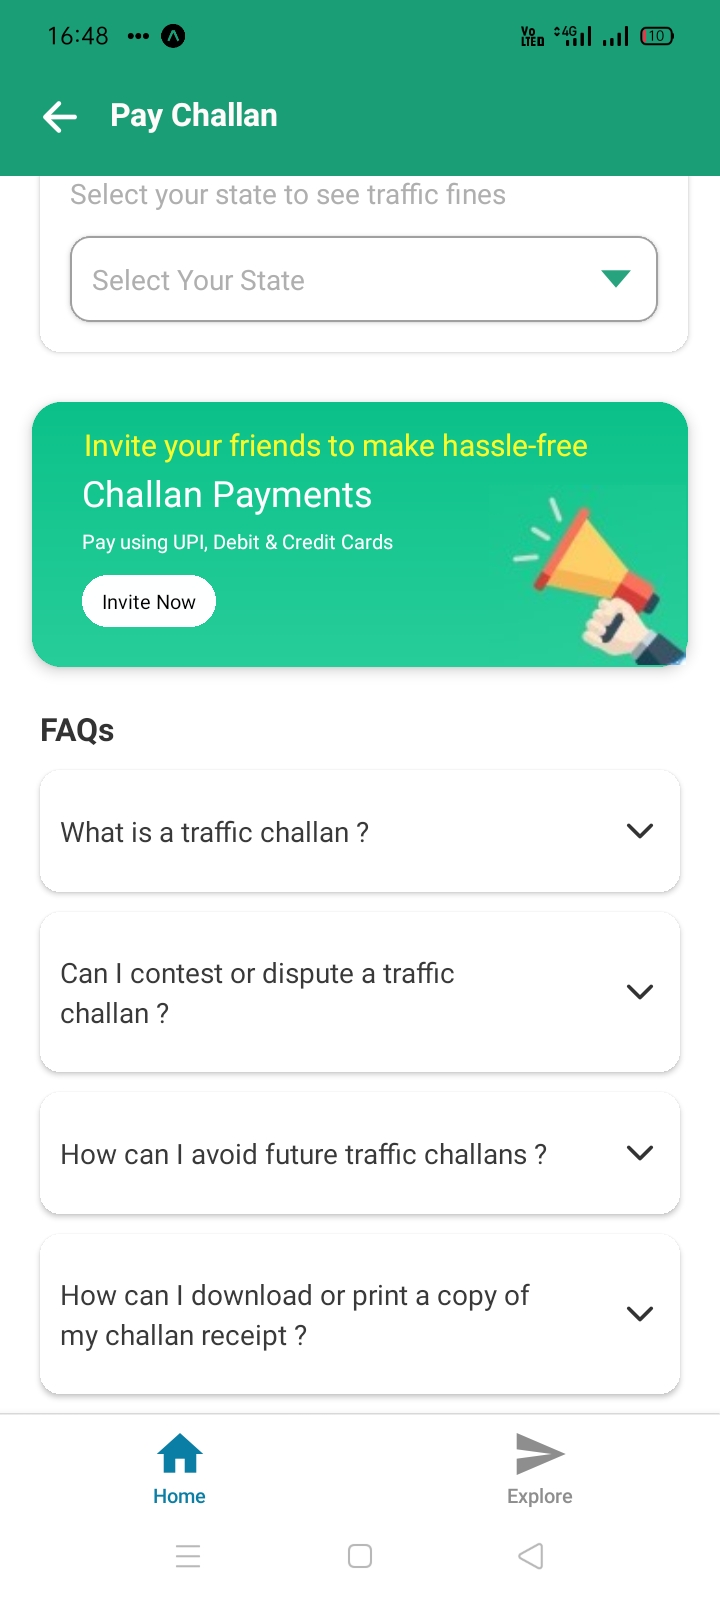 16:48
Vo
LTE D
4G
10
Pay Challan
Select your state to see traffic fines
Select Your State
Invite your friends to make hassle-free
Challan Payments
Pay using UPI, Debit & Credit Cards
Invite Now
FAQs
What is a traffic challan ?
Can I contest or dispute a traffic
challan ?
How can I avoid future traffic challans ?
How can I download or print a copy of
my challan receipt ?
Home
Explore